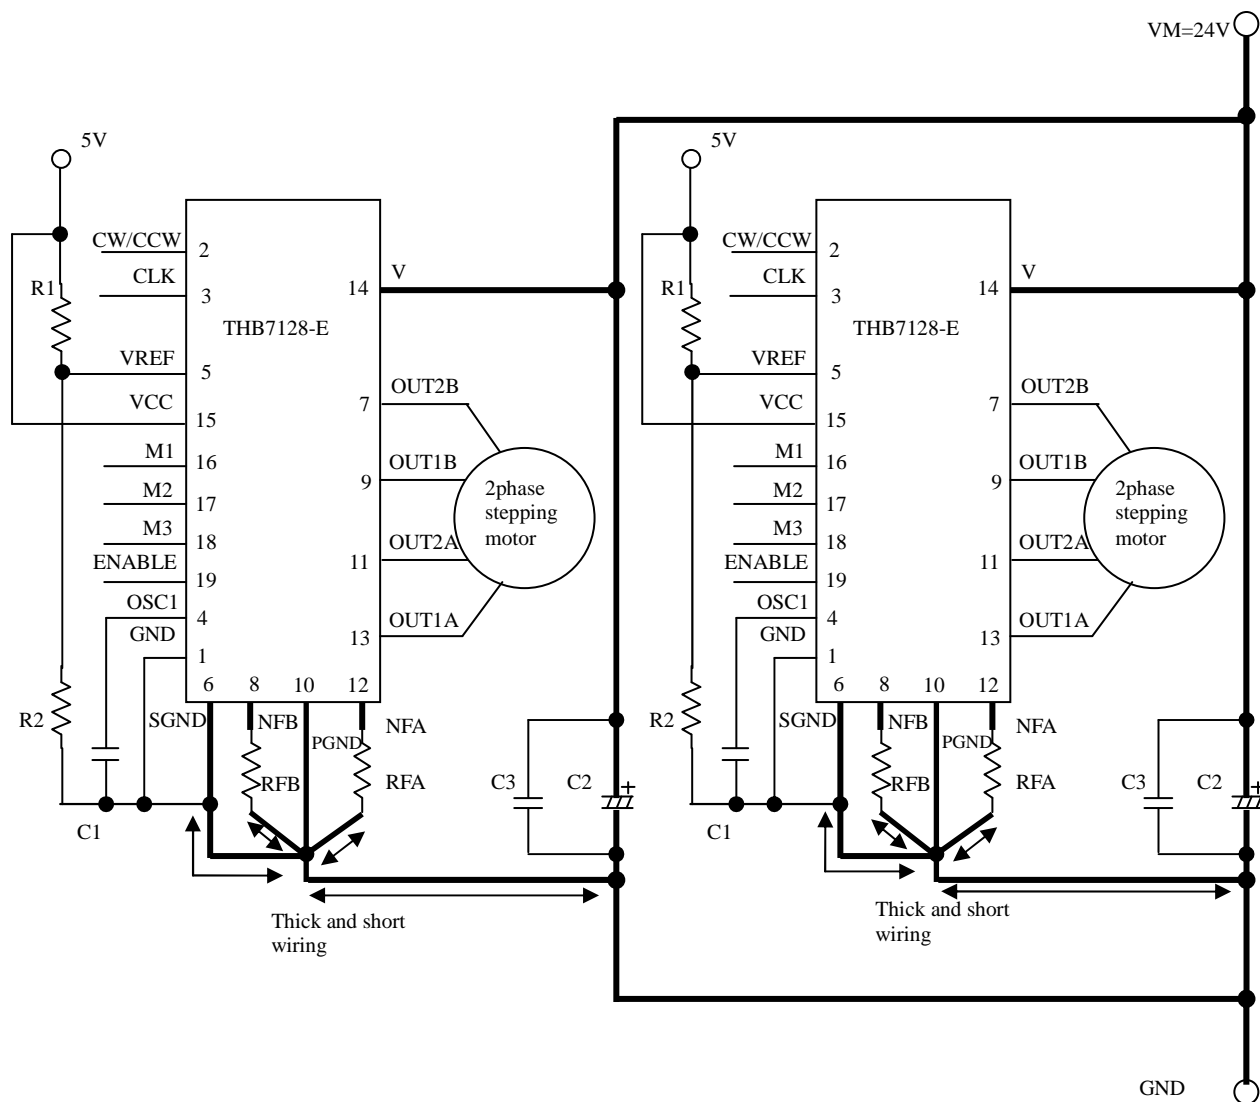 VM=24V
5V
5V
CW/CCW
2
CLK
3
R1
V
14
THB7128-E
VREF
5
VCC
15
OUT2B
7
M1
16
M2
17
M3
18
ENABLE
19
OSC1
4
GND
1
OUT1B
9
2phase
stepping
motor
OUT2A
11
OUT1A
13
6
8
10
12
R2
SGND
NFB
PGND
NFA
RFB
RFA
C1
C3
C2
+
Thick and short
wiring
CW/CCW
2
CLK
3
R1
V
14
THB7128-E
VREF
5
VCC
15
OUT2B
7
M1
16
M2
17
M3
18
ENABLE
19
OSC1
4
GND
1
OUT1B
9
2phase
stepping
motor
OUT2A
11
OUT1A
13
6
8
10
12
R2
SGND
NFB
PGND
NFA
RFB
RFA
C1
C3
C2
+
Thick and short
wiring
GND